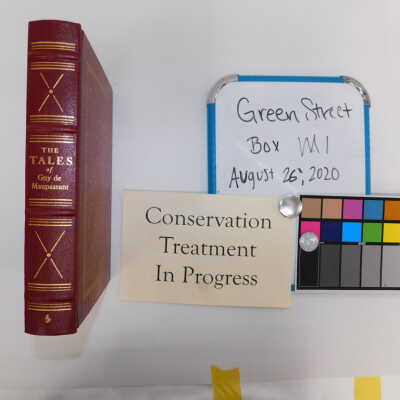 THE
TALES
of
Guy de
Maupassant
Green Street
Box M1
August 26, 2020
Conservation
Treatment
In Progress